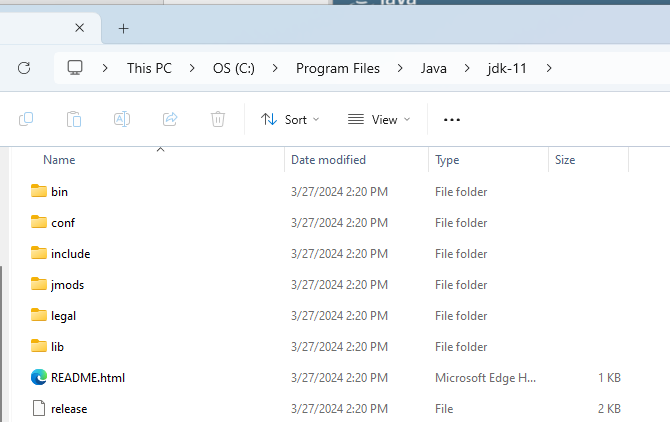 java
This PC > OS (C:) > Program Files > Java > jdk-11 >
Sort View ...
Name Date modified Type Size
bin 3/27/2024 2:20 PM File folder
conf 3/27/2024 2:20 PM File folder
include 3/27/2024 2:20 PM File folder
jmods 3/27/2024 2:20 PM File folder
legal 3/27/2024 2:20 PM File folder
lib 3/27/2024 2:20 PM File folder
README.html 3/27/2024 2:20 PM Microsoft Edge H... 1 KB
release 3/27/2024 2:20 PM File 2 KB